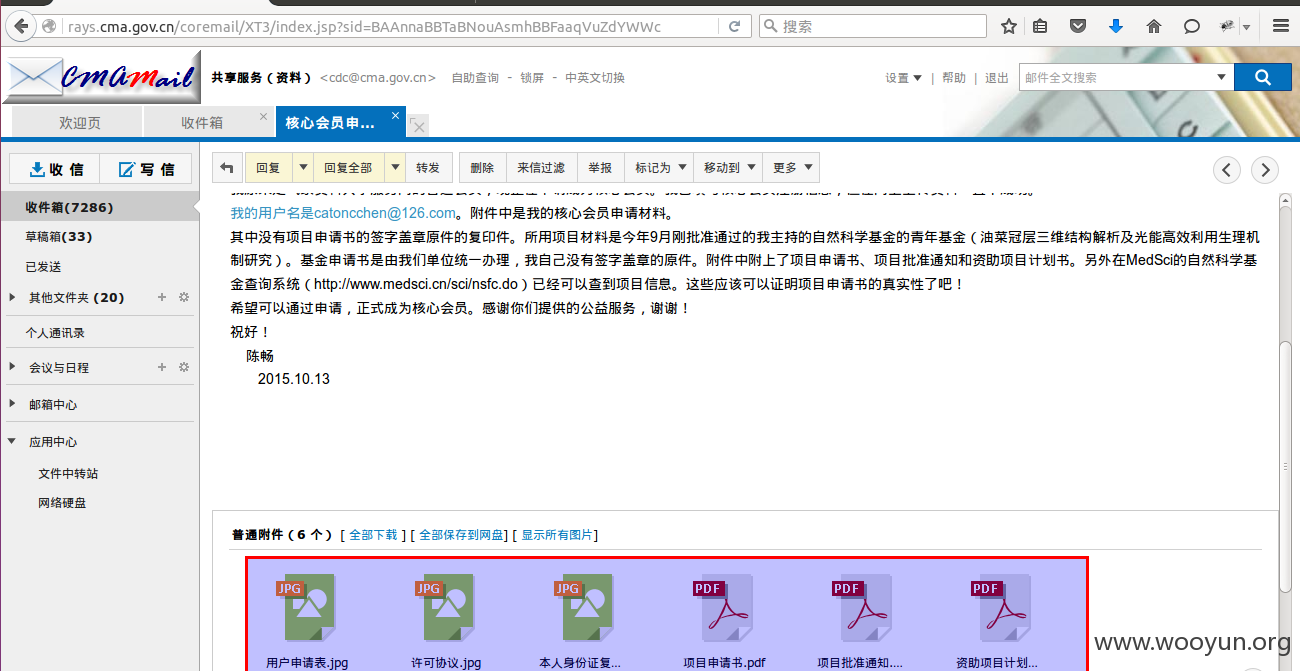 rays.cma.gov.cn/coremail/XT3/index.jsp?sid=BAAnnaBBTaBNouAsmhBBFaaqVuZdYWWc
搜索
CMAMail
共享服务（资料） <cdc@cma.gov.cn> 自助查询 - 锁屏 - 中英文切换
设置 | 帮助 | 退出
邮件全文搜索
欢迎页
收件箱
核心会员申...
收信
写信
回复
回复全部
转发
删除
来信过滤
举报
标记为
移动到
更多
收件箱(7286)
草稿箱(33)
已发送
其他文件夹 (20)
个人通讯录
会议与日程
邮箱中心
应用中心
文件中转站
网络硬盘
我的用户名是catoncchen@126.com。附件中是我的核心会员申请材料。
其中没有项目申请书的签字盖章原件的复印件。所用项目材料是今年9月刚批准通过的我主持的自然科学基金的青年基金（油菜冠层三维结构解析及光能高效利用生理机
制研究）。基金申请书是由我们单位统一办理，我自己没有签字盖章的原件。附件中附上了项目申请书、项目批准通知和资助项目计划书。另外在MedSci的自然科学基
金查询系统（http://www.medsci.cn/sci/nsfc.do）已经可以查到项目信息。这些应该可以证明项目申请书的真实性了吧！
希望可以通过申请，正式成为核心会员。感谢你们提供的公益服务，谢谢！
祝好！
陈畅
2015.10.13
普通附件（6 个） [ 全部下载 ] [ 全部保存到网盘] [ 显示所有图片]
JPG
JPG
JPG
PDF
PDF
PDF
用户申请表.jpg
许可协议.jpg
本人身份证复...
项目申请书.pdf
项目批准通知....
资助项目计划...
www.wooyun.org